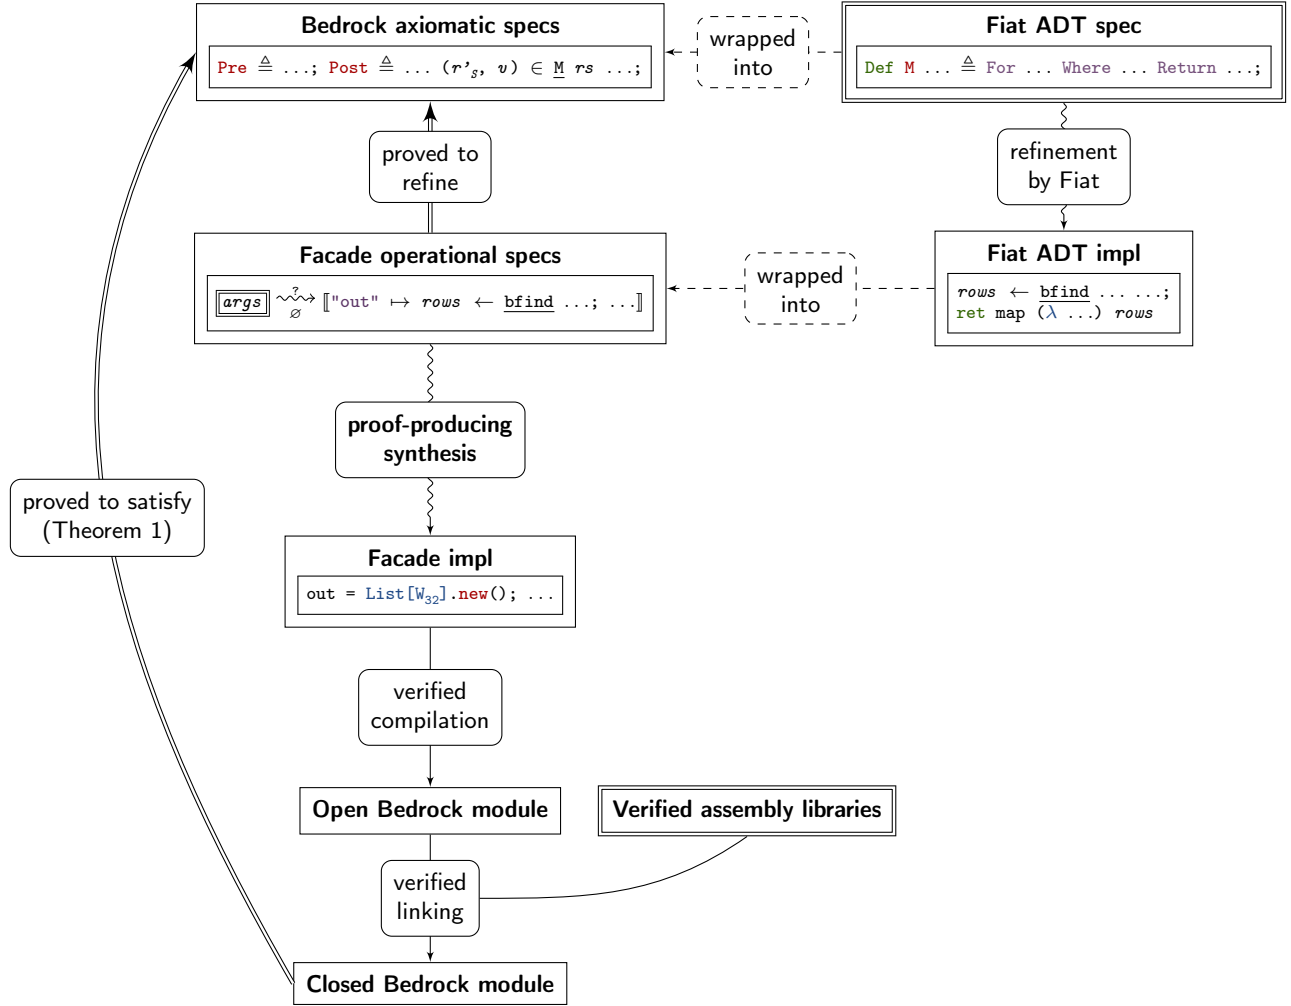 Bedrock axiomatic specs
Pre ≜ ...; Post ≜ ... (r'ₛ, v) ∈ M rs ...;
wrapped
into
Fiat ADT spec
Def M ... ≜ For ... Where ... Return ...;
proved to
refine
refinement
by Fiat
Facade operational specs
args ? ∅ ⟦"out" ↦ rows ← bfind ...; ...⟧
wrapped
into
Fiat ADT impl
rows ← bfind ... ...;
ret map (λ ...) rows
proof-producing
synthesis
proved to satisfy
(Theorem 1)
Facade impl
out = List[W₃₂].new(); ...
verified
compilation
Open Bedrock module
Verified assembly libraries
verified
linking
Closed Bedrock module